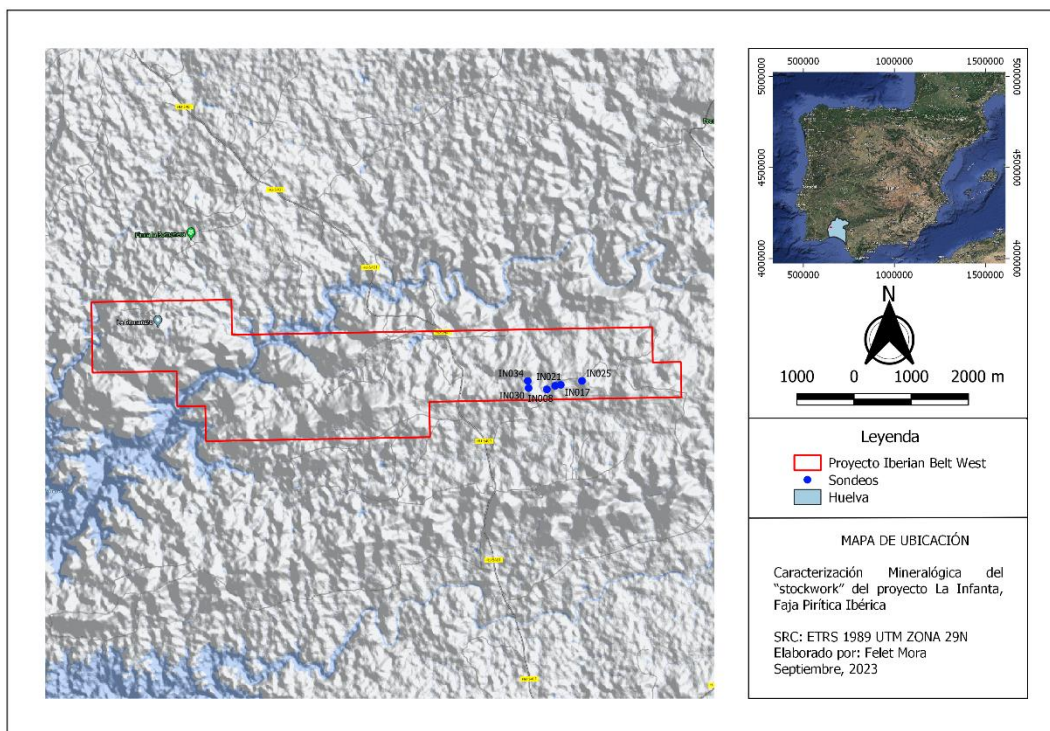 IN034
IN021
IN025
IN030
IN008
IN017
500000 1000000 1500000
5000000
4500000
4000000
5000000
4500000
4000000
500000 1000000 1500000
N
1000 0 1000 2000 m
Leyenda
Proyecto Iberian Belt West
Sondeos
Huelva
MAPA DE UBICACIÓN
Caracterización Mineralógica del
"stockwork" del proyecto La Infanta,
Faja Pirítica Ibérica
SRC: ETRS 1989 UTM ZONA 29N
Elaborado por: Felet Mora
Septiembre, 2023